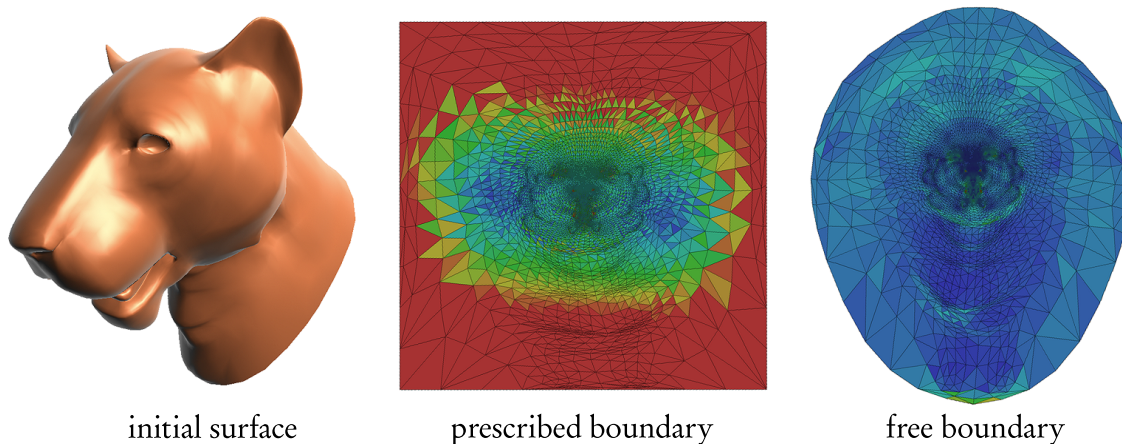 initial surface
prescribed boundary
free boundary